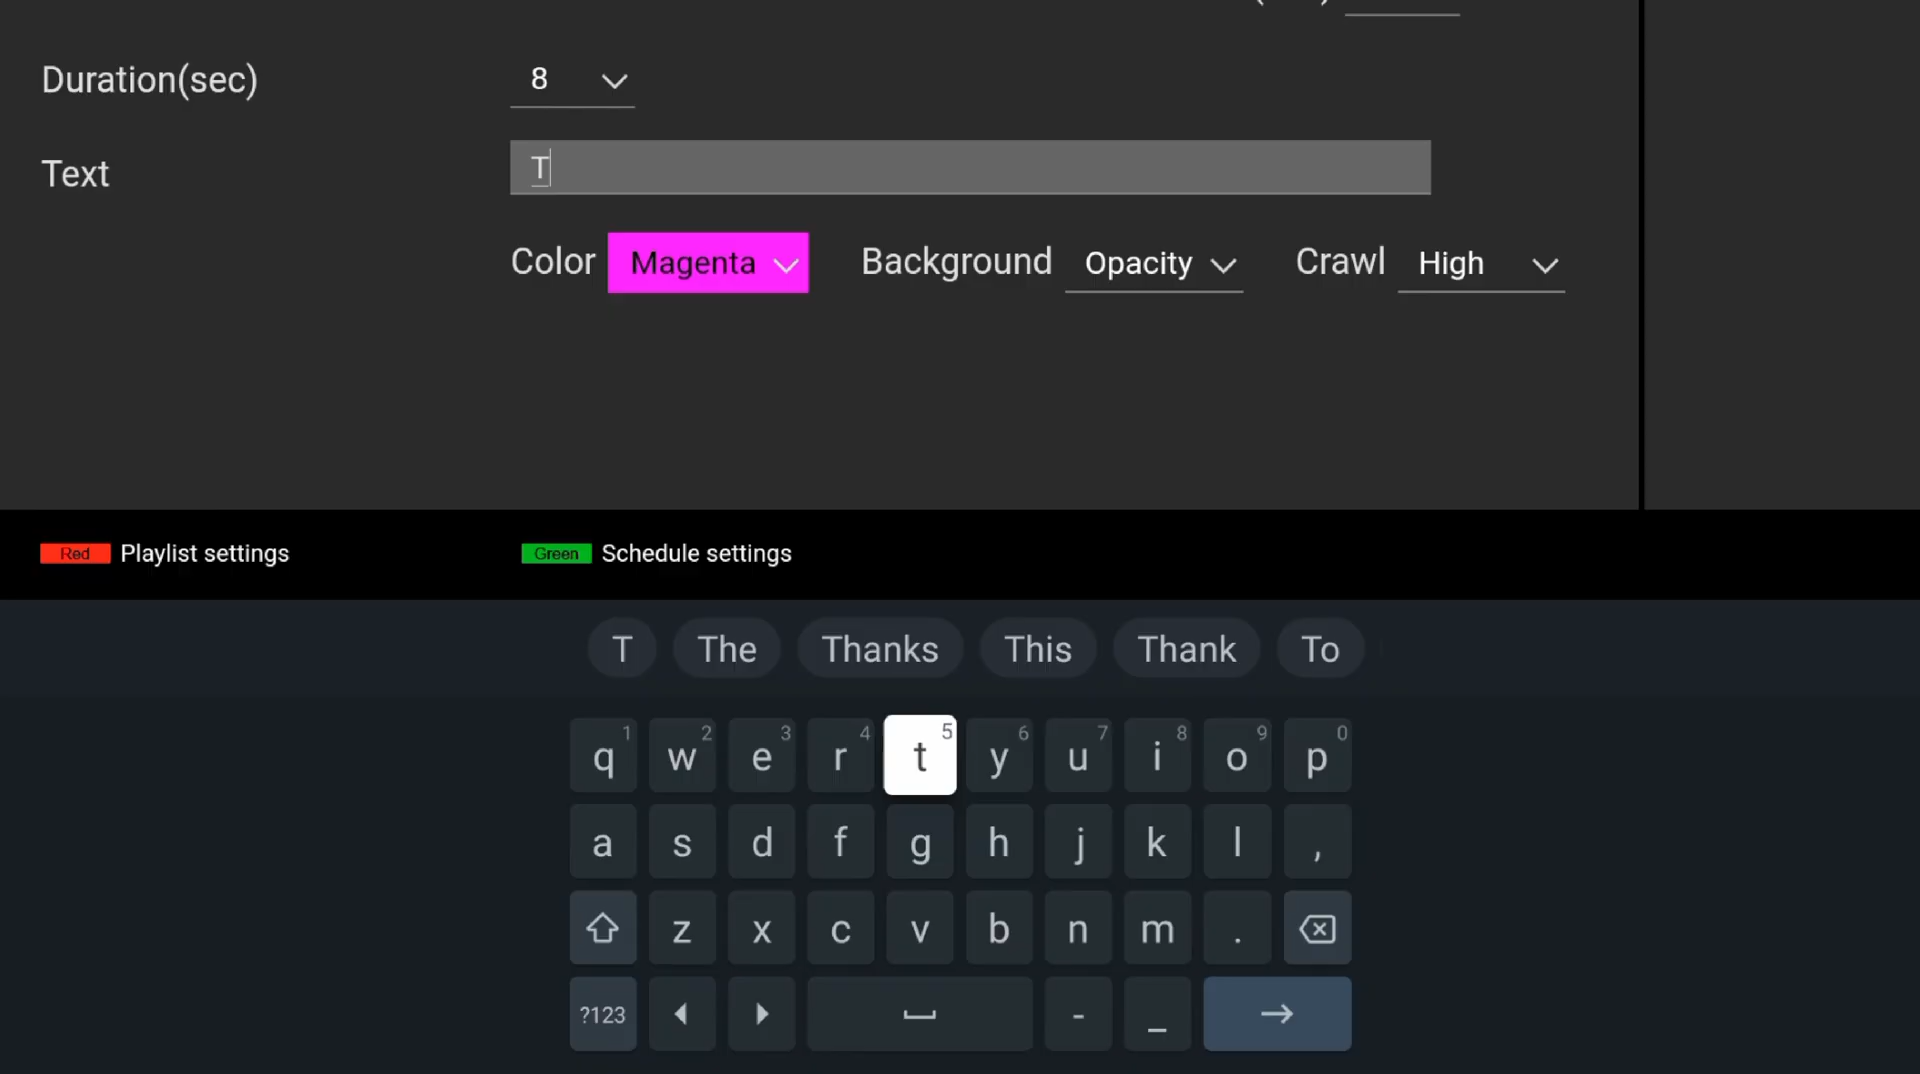 Duration(sec) 8
Text T
Color Magenta Background Opacity Crawl High
Red Playlist settings Green Schedule settings
T The Thanks This Thank To
q 1 w 2 e 3 r 4 t 5 y 6 u 7 i 8 o 9 p 0
a s d f g h j k l ,
z x c v b n m .
?123 - _